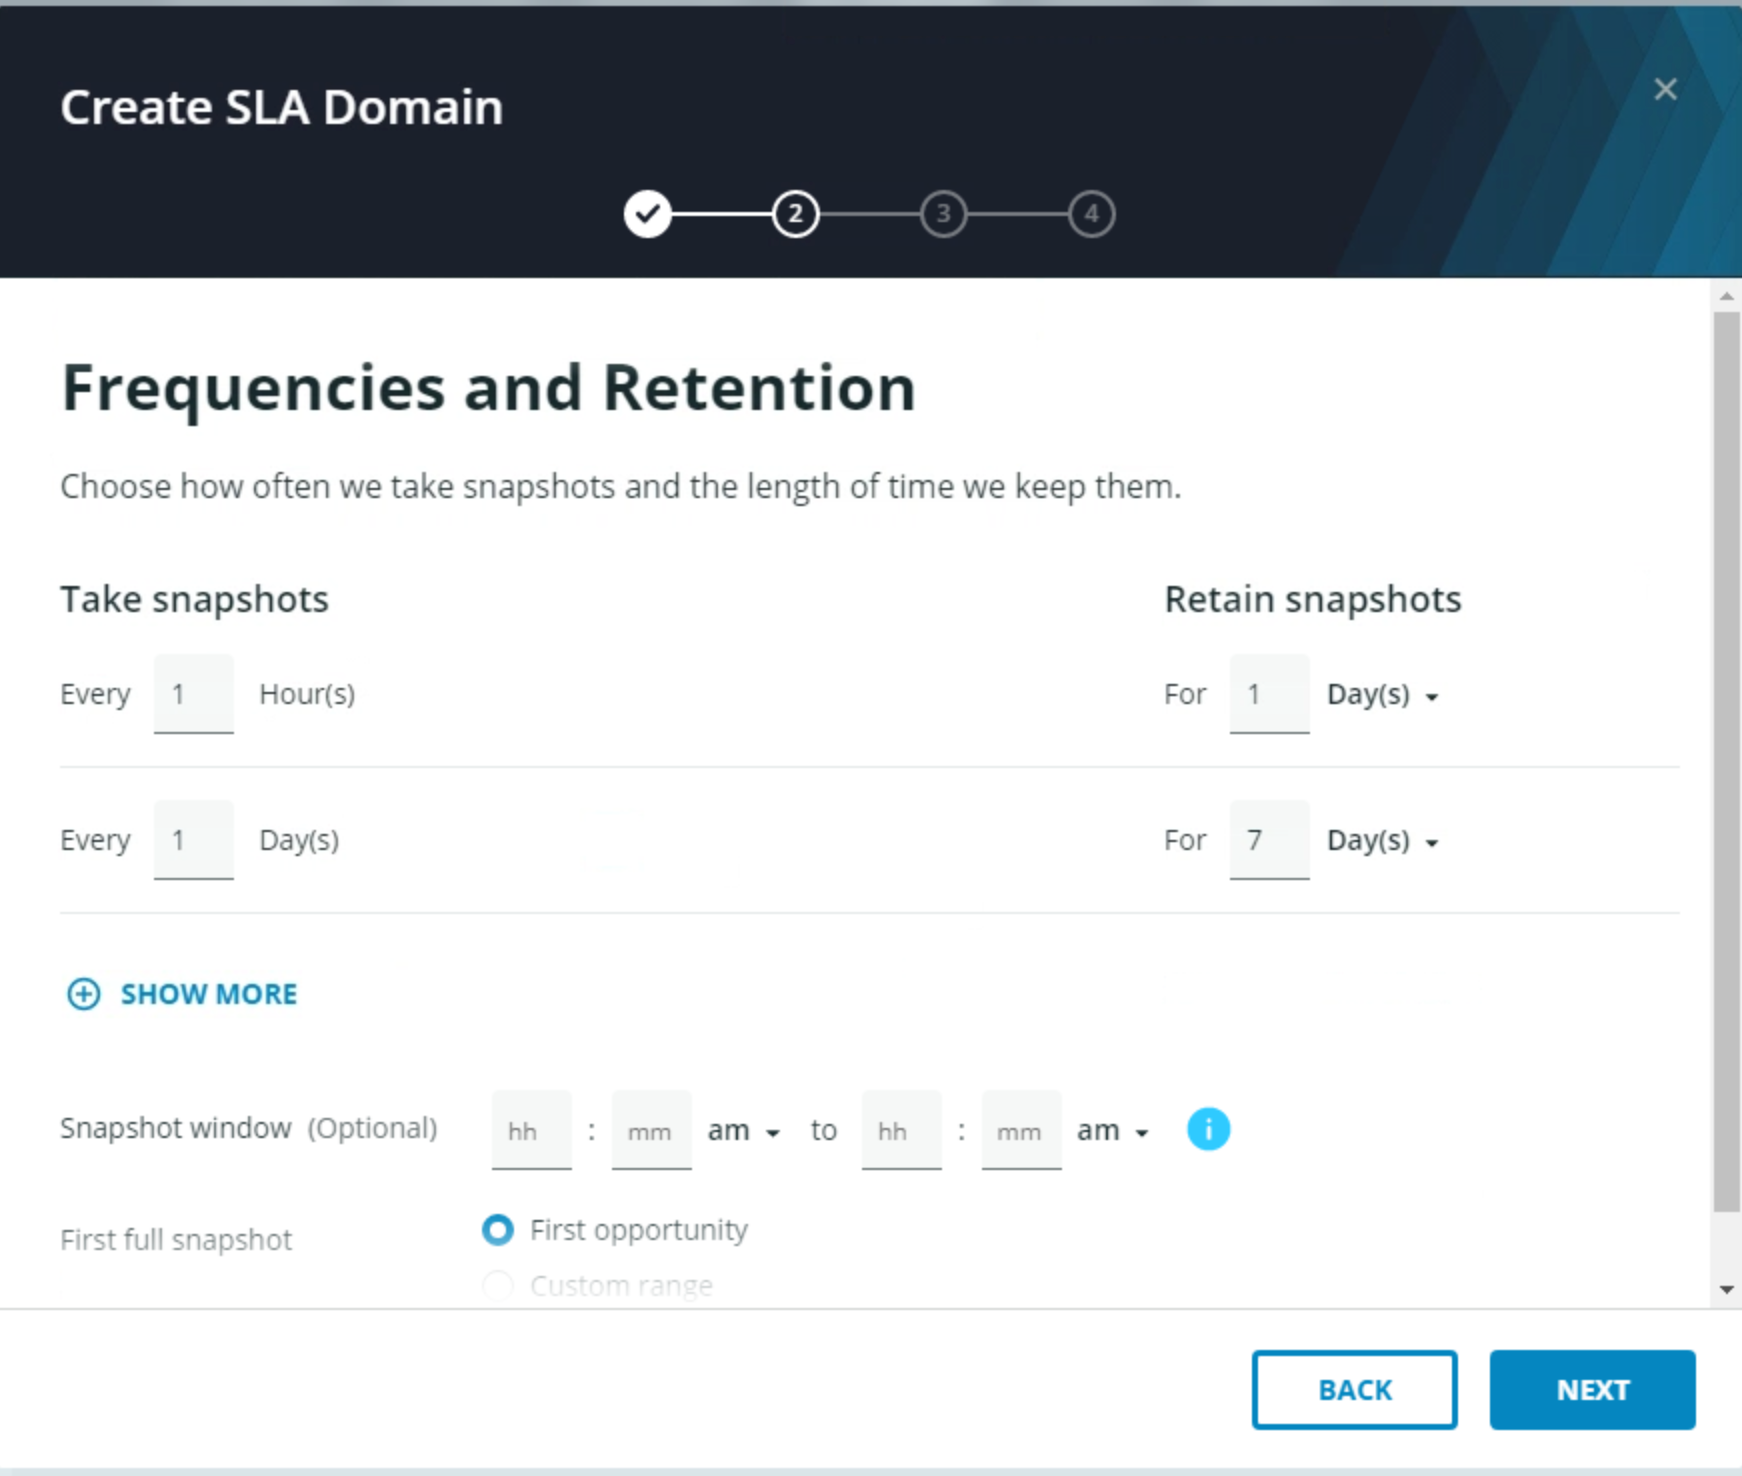 Create SLA Domain
2 3 4
Frequencies and Retention
Choose how often we take snapshots and the length of time we keep them.
Take snapshots Retain snapshots
Every 1 Hour(s) For 1 Day(s)
Every 1 Day(s) For 7 Day(s)
SHOW MORE
Snapshot window (Optional) hh : mm am to hh : mm am i
First full snapshot First opportunity
Custom range
BACK NEXT